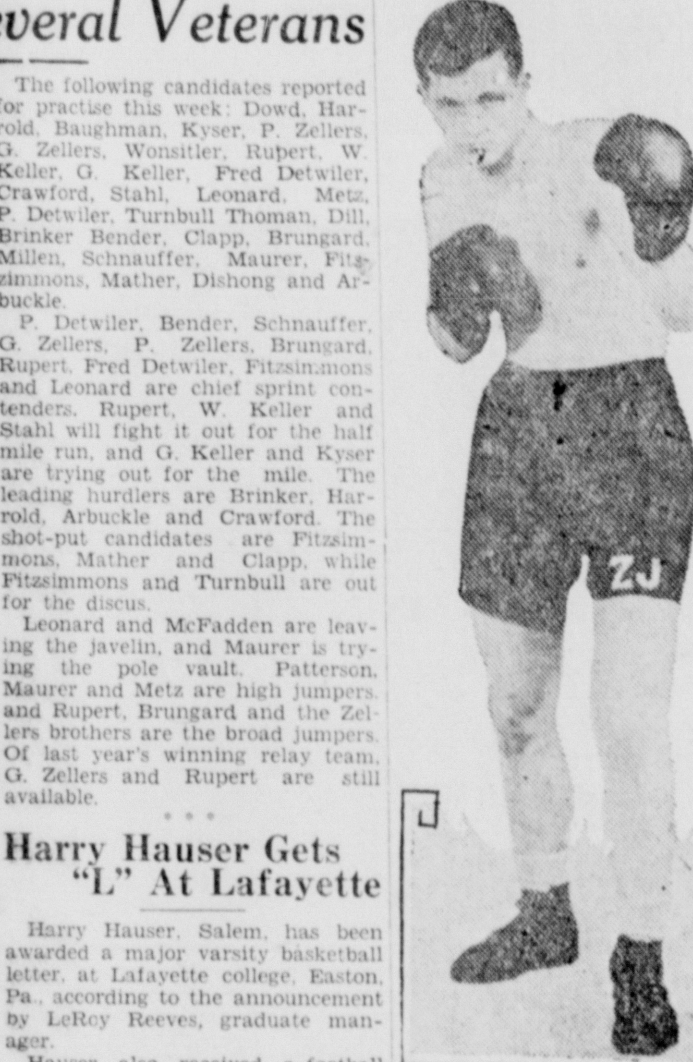 Veterans
The following candidates reported
for practise this week: Dowd, Har-
rold, Baughman, Kyser, P. Zellers,
G. Zellers, Wonsitler, Rupert, W.
Keller, G. Keller, Fred Detwiler,
Crawford, Stahl, Leonard, Metz,
P. Detwiler, Turnbull Thoman, Dill,
Brinker Bender, Clapp, Brungard,
Millen, Schnauffer, Maurer, Fitz-
zimmons, Mather, Dishong and Ar-
buckle.
P. Detwiler, Bender, Schnauffer,
G. Zellers, P. Zellers, Brungard,
Rupert, Fred Detwiler, Fitzsimmons
and Leonard are chief sprint con-
tenders. Rupert, W. Keller and
Stahl will fight it out for the half
mile run, and G. Keller and Kyser
are trying out for the mile. The
leading hurdlers are Brinker, Har-
rold, Arbuckle and Crawford. The
shot-put candidates are Fitzsim-
mons, Mather and Clapp, while
Fitzsimmons and Turnbull are out
for the discus.
Leonard and McFadden are leav-
ing the javelin, and Maurer is try-
ing the pole vault. Patterson,
Maurer and Metz are high jumpers.
and Rupert, Brungard and the Zel-
lers brothers are the broad jumpers.
Of last year's winning relay team,
G. Zellers and Rupert are still
available.
Harry Hauser Gets
"L" At Lafayette
Harry Hauser, Salem, has been
awarded a major varsity basketball
letter, at Lafayette college, Easton,
Pa., according to the announcement
by LeRoy Reeves, graduate man-
ager.
Hauser also received a football
ZJ